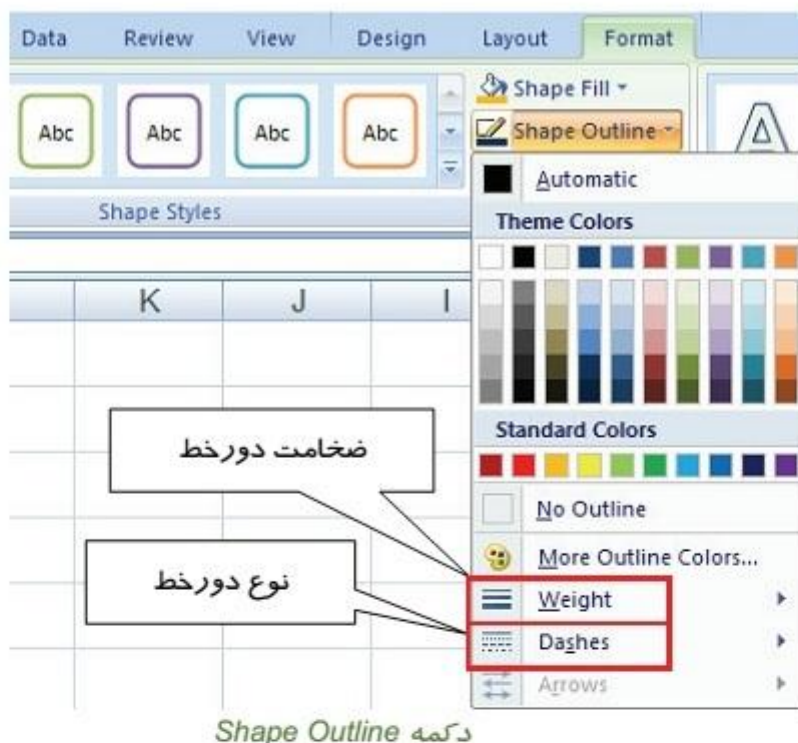 Data Review View Design Layout Format
Shape Fill
Abc Abc Abc Abc
Shape Outline
A
Automatic
Shape Styles
Theme Colors
K J I
Standard Colors
ضخامت دورخط
No Outline
More Outline Colors...
نوع دورخط
Weight
Dashes
Arrows
دکمه Shape Outline